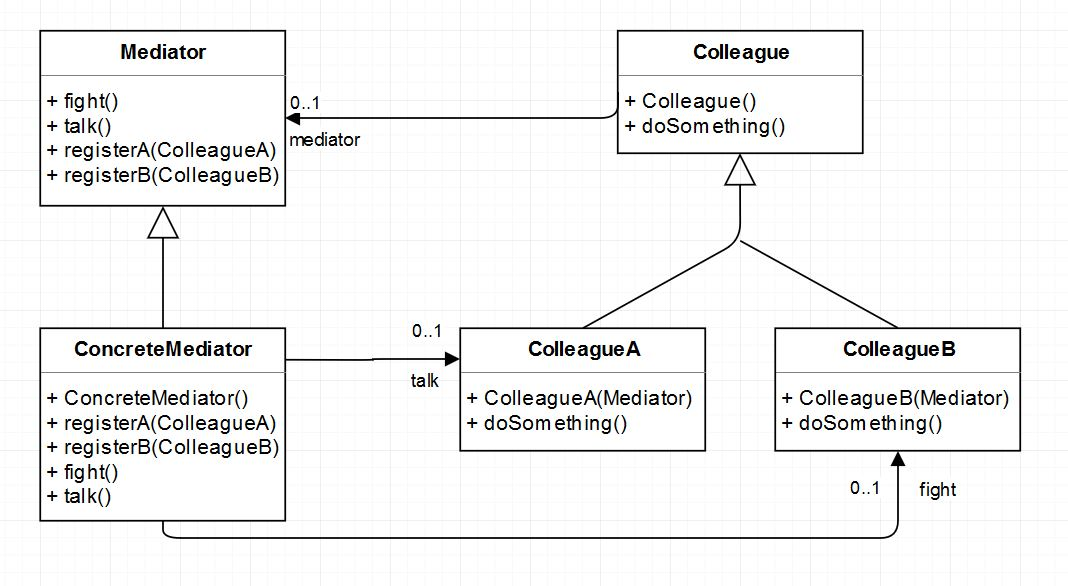 Mediator
+ fight()
+ talk()
+ registerA(ColleagueA)
+ registerB(ColleagueB)
0..1
mediator
Colleague
+ Colleague()
+ doSomething()
ConcreteMediator
+ ConcreteMediator()
+ registerA(ColleagueA)
+ registerB(ColleagueB)
+ fight()
+ talk()
0..1
talk
ColleagueA
+ ColleagueA(Mediator)
+ doSomething()
ColleagueB
+ ColleagueB(Mediator)
+ doSomething()
0..1
fight